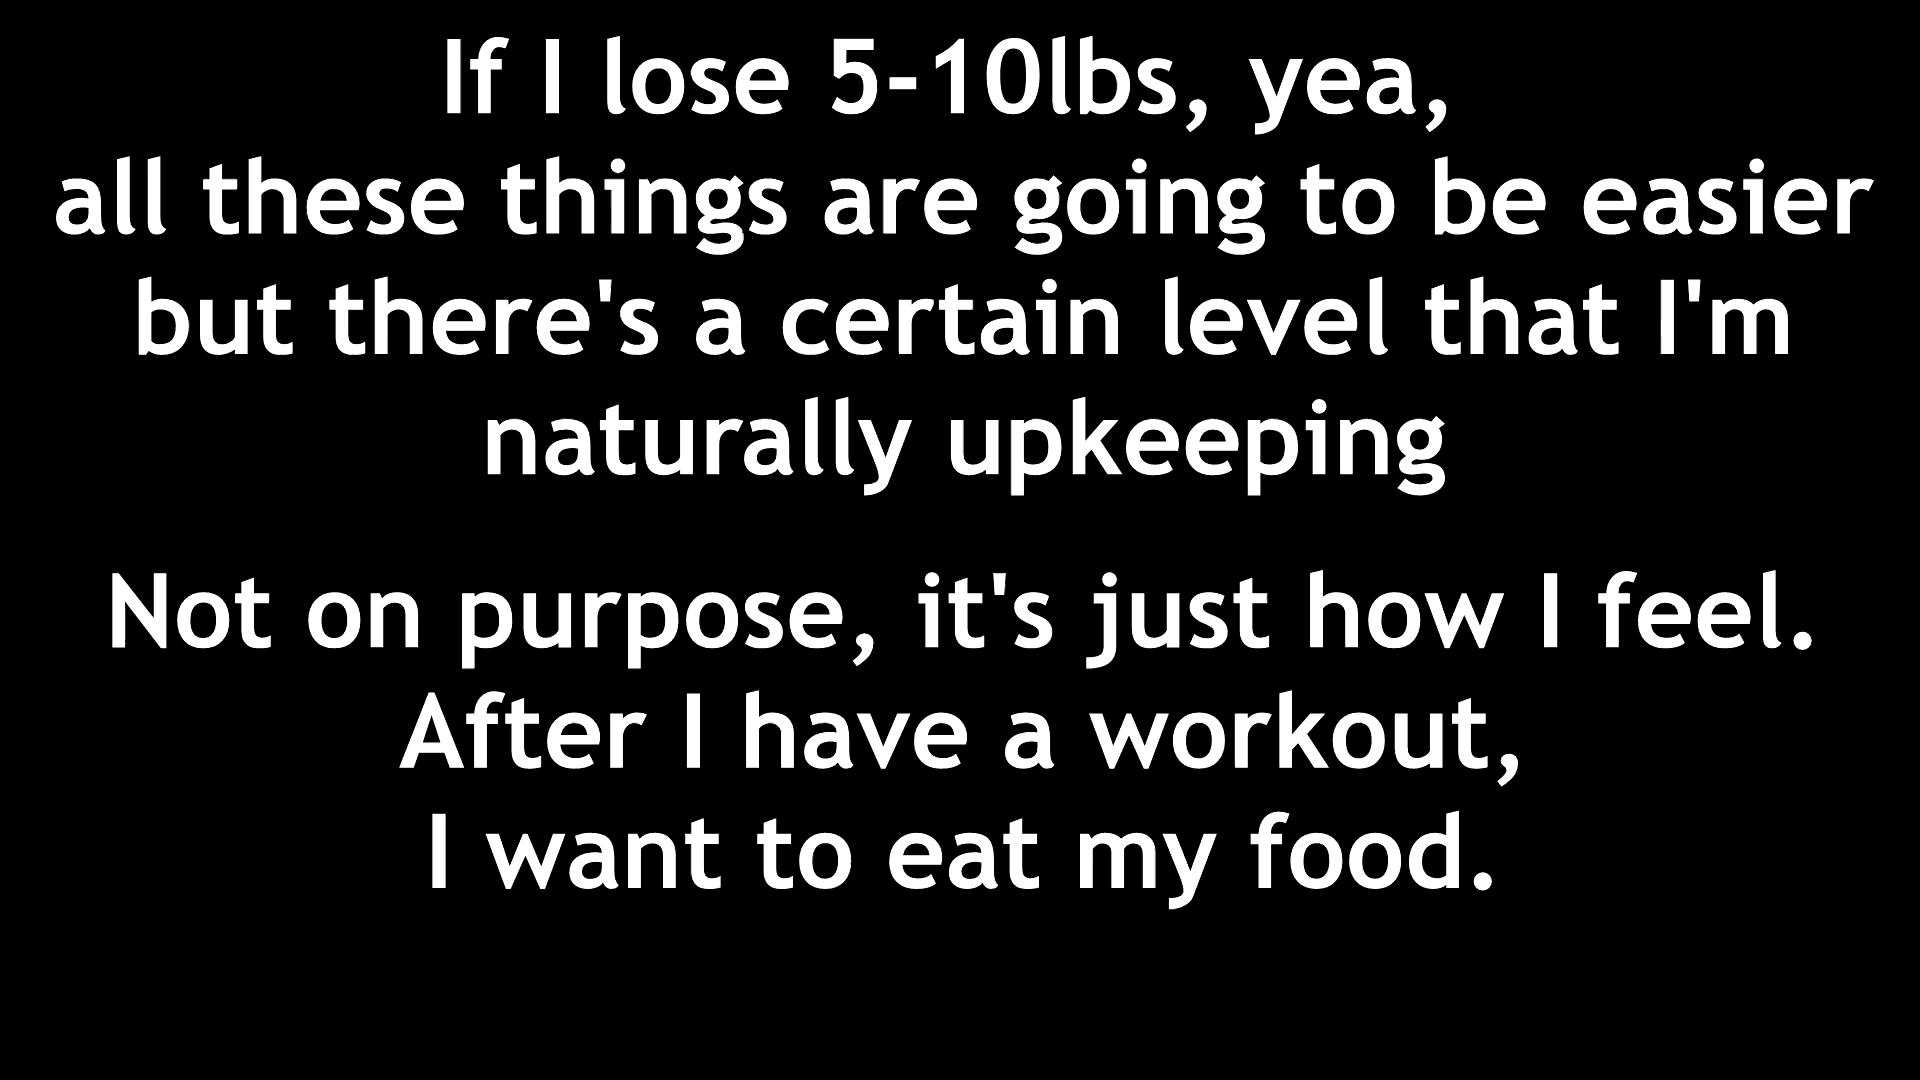 If I lose 5-10lbs, yea,
all these things are going to be easier
but there's a certain level that I'm
naturally upkeeping
Not on purpose, it's just how I feel.
After I have a workout,
I want to eat my food.